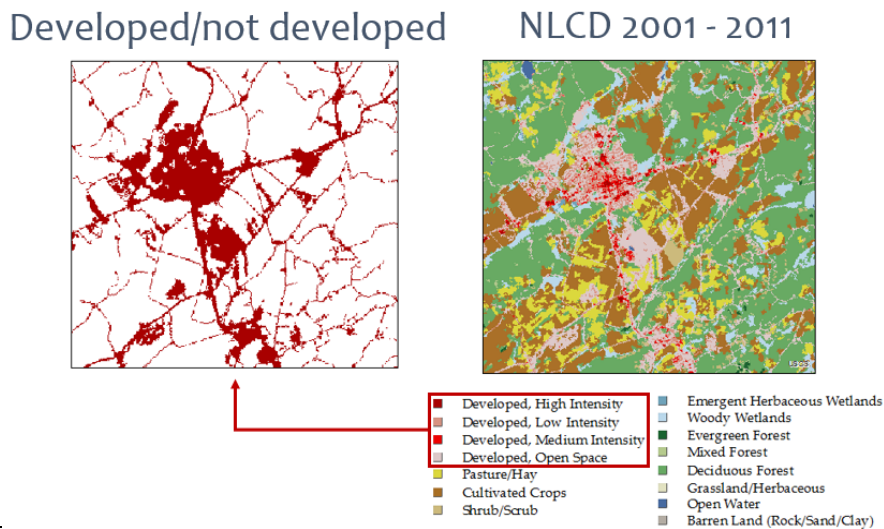 Developed/not developed
NLCD 2001 - 2011
USGS
Developed, High Intensity
Developed, Low Intensity
Developed, Medium Intensity
Developed, Open Space
Pasture/Hay
Cultivated Crops
Shrub/Scrub
Emergent Herbaceous Wetlands
Woody Wetlands
Evergreen Forest
Mixed Forest
Deciduous Forest
Grassland/Herbaceous
Open Water
Barren Land (Rock/Sand/Clay)